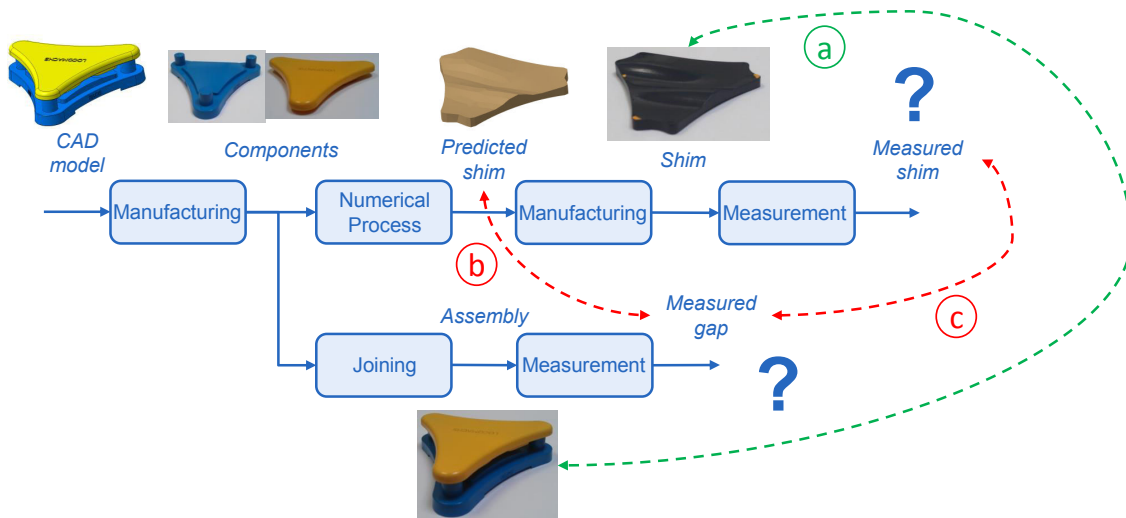 a
?
CAD
model
Components
Predicted
shim
Shim
Measured
shim
Manufacturing
Numerical
Process
Manufacturing
Measurement
b
c
Measured
gap
Assembly
Joining
Measurement
?